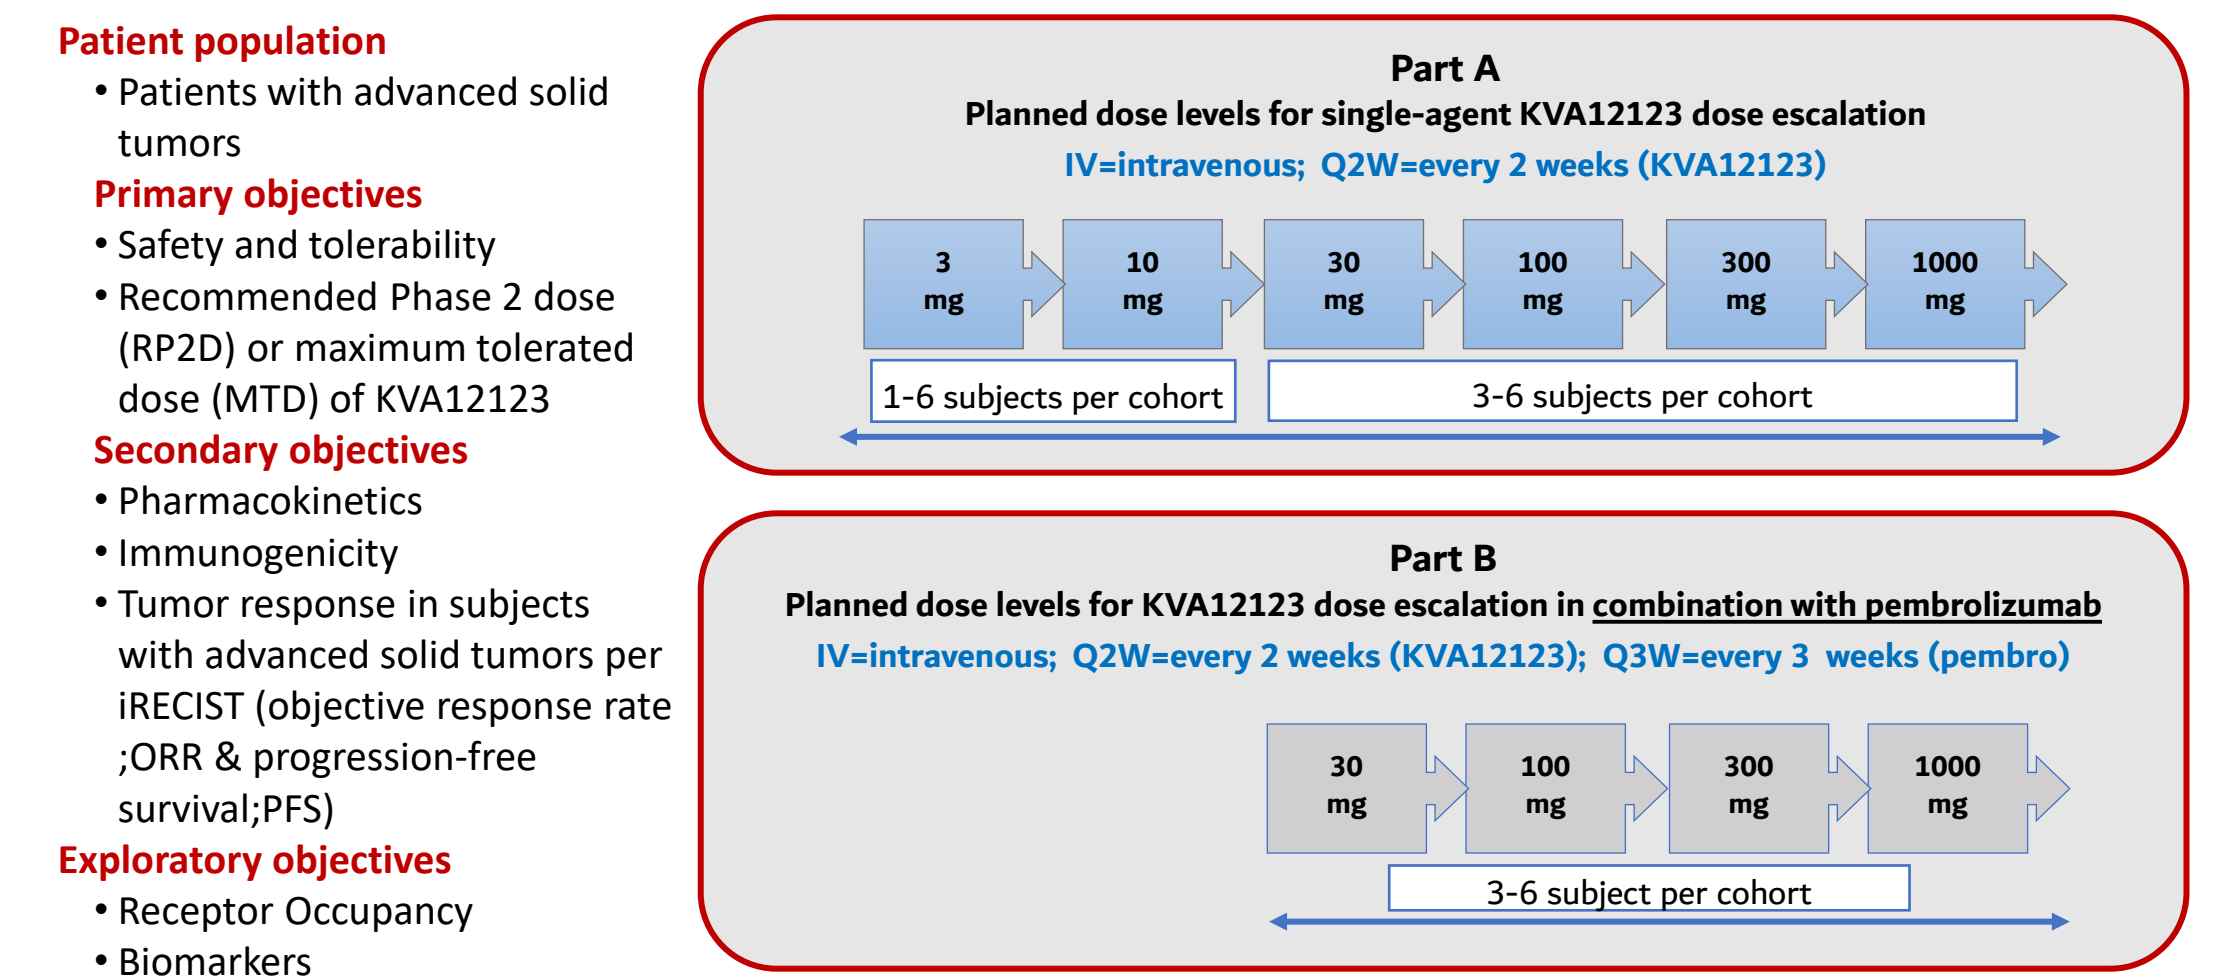 Patient population
• Patients with advanced solid
tumors
Primary objectives
• Safety and tolerability
• Recommended Phase 2 dose
(RP2D) or maximum tolerated
dose (MTD) of KVA12123
Secondary objectives
• Pharmacokinetics
• Immunogenicity
• Tumor response in subjects
with advanced solid tumors per
iRECIST (objective response rate
;ORR & progression-free
survival;PFS)
Exploratory objectives
• Receptor Occupancy
• Biomarkers
Part A
Planned dose levels for single-agent KVA12123 dose escalation
IV=intravenous; Q2W=every 2 weeks (KVA12123)
3
mg
10
mg
30
mg
100
mg
300
mg
1000
mg
1-6 subjects per cohort
3-6 subjects per cohort
Part B
Planned dose levels for KVA12123 dose escalation in combination with pembrolizumab
IV=intravenous; Q2W=every 2 weeks (KVA12123); Q3W=every 3 weeks (pembro)
30
mg
100
mg
300
mg
1000
mg
3-6 subject per cohort